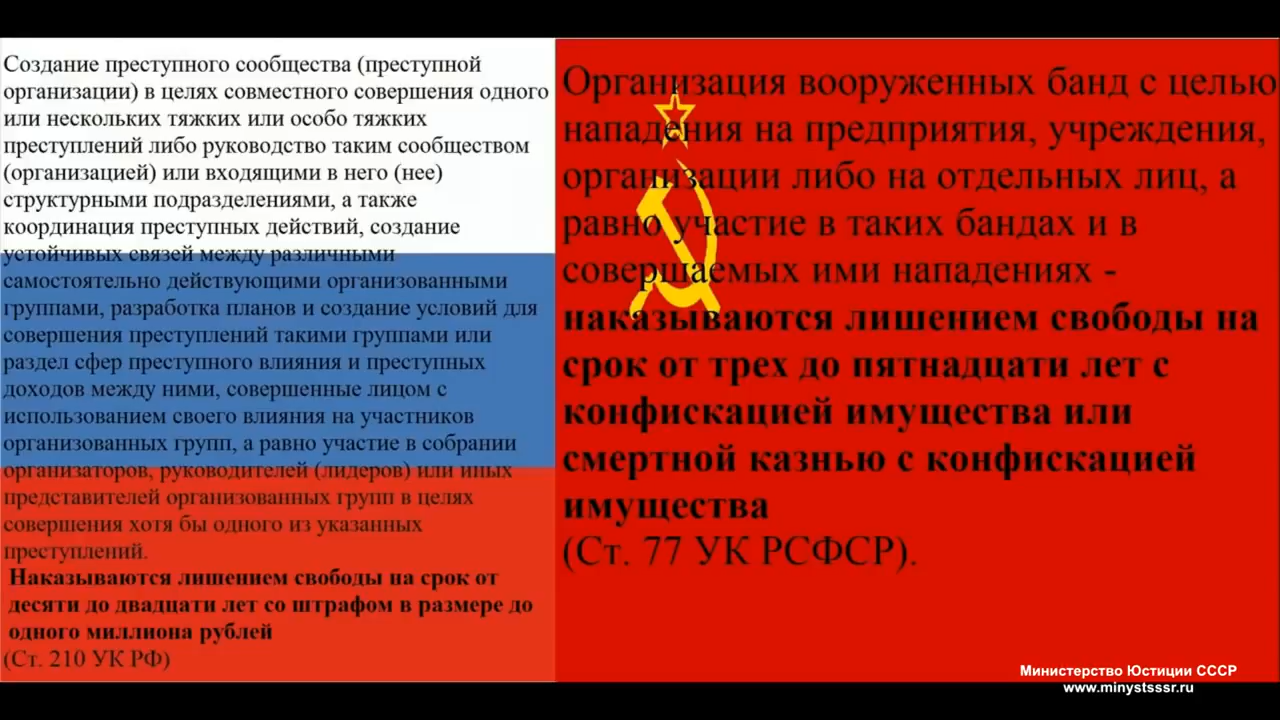 Создание преступного сообщества (преступной
организации) в целях совместного совершения одного
или нескольких тяжких или особо тяжких
преступлений либо руководство таким сообществом
(организацией) или входящими в него (нее)
структурными подразделениями, а также
координация преступных действий, создание
устойчивых связей между различными
самостоятельно действующими организованными
группами, разработка планов и создание условий для
совершения преступлений такими группами или
раздел сфер преступного влияния и преступных
доходов между ними, совершенные лицом с
использованием своего влияния на участников
организованных групп, а равно участие в собрании
организаторов, руководителей (лидеров) или иных
представителей организованных групп в целях
совершения хотя бы одного из указанных
преступлений.
Наказываются лишением свободы на срок от
десяти до двадцати лет со штрафом в размере до
одного миллиона рублей
(Ст. 210 УК РФ)
Организация вооруженных банд с целью
нападения на предприятия, учреждения,
организации либо на отдельных лиц, а
равно участие в таких бандах и в
совершаемых ими нападениях -
наказываются лишением свободы на
срок от трех до пятнадцати лет с
конфискацией имущества или
смертной казнью с конфискацией
имущества
(Ст. 77 УК РСФСР).
Министерство Юстиции СССР
www.minystsssr.ru